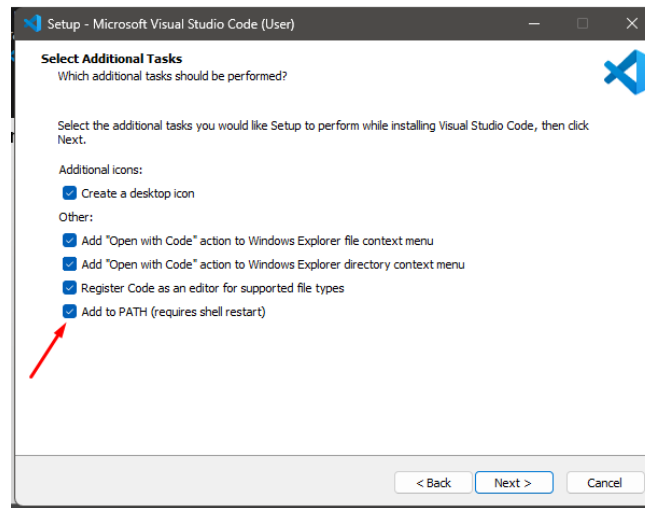 Setup - Microsoft Visual Studio Code (User)
Select Additional Tasks
Which additional tasks should be performed?
Select the additional tasks you would like Setup to perform while installing Visual Studio Code, then click
Next.
Additional icons:
Create a desktop icon
Other:
Add "Open with Code" action to Windows Explorer file context menu
Add "Open with Code" action to Windows Explorer directory context menu
Register Code as an editor for supported file types
Add to PATH (requires shell restart)
< Back Next > Cancel